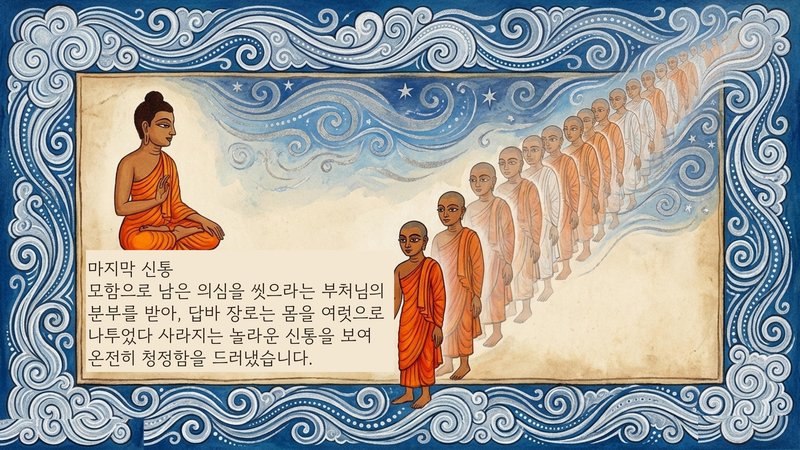 마지막 신통
모함으로 남은 의심을 씻으라는 부처님의
분부를 받아, 답바 장로는 몸을 여럿으로
나투었다 사라지는 놀라운 신통을 보여
온전히 청정함을 드러냈습니다.